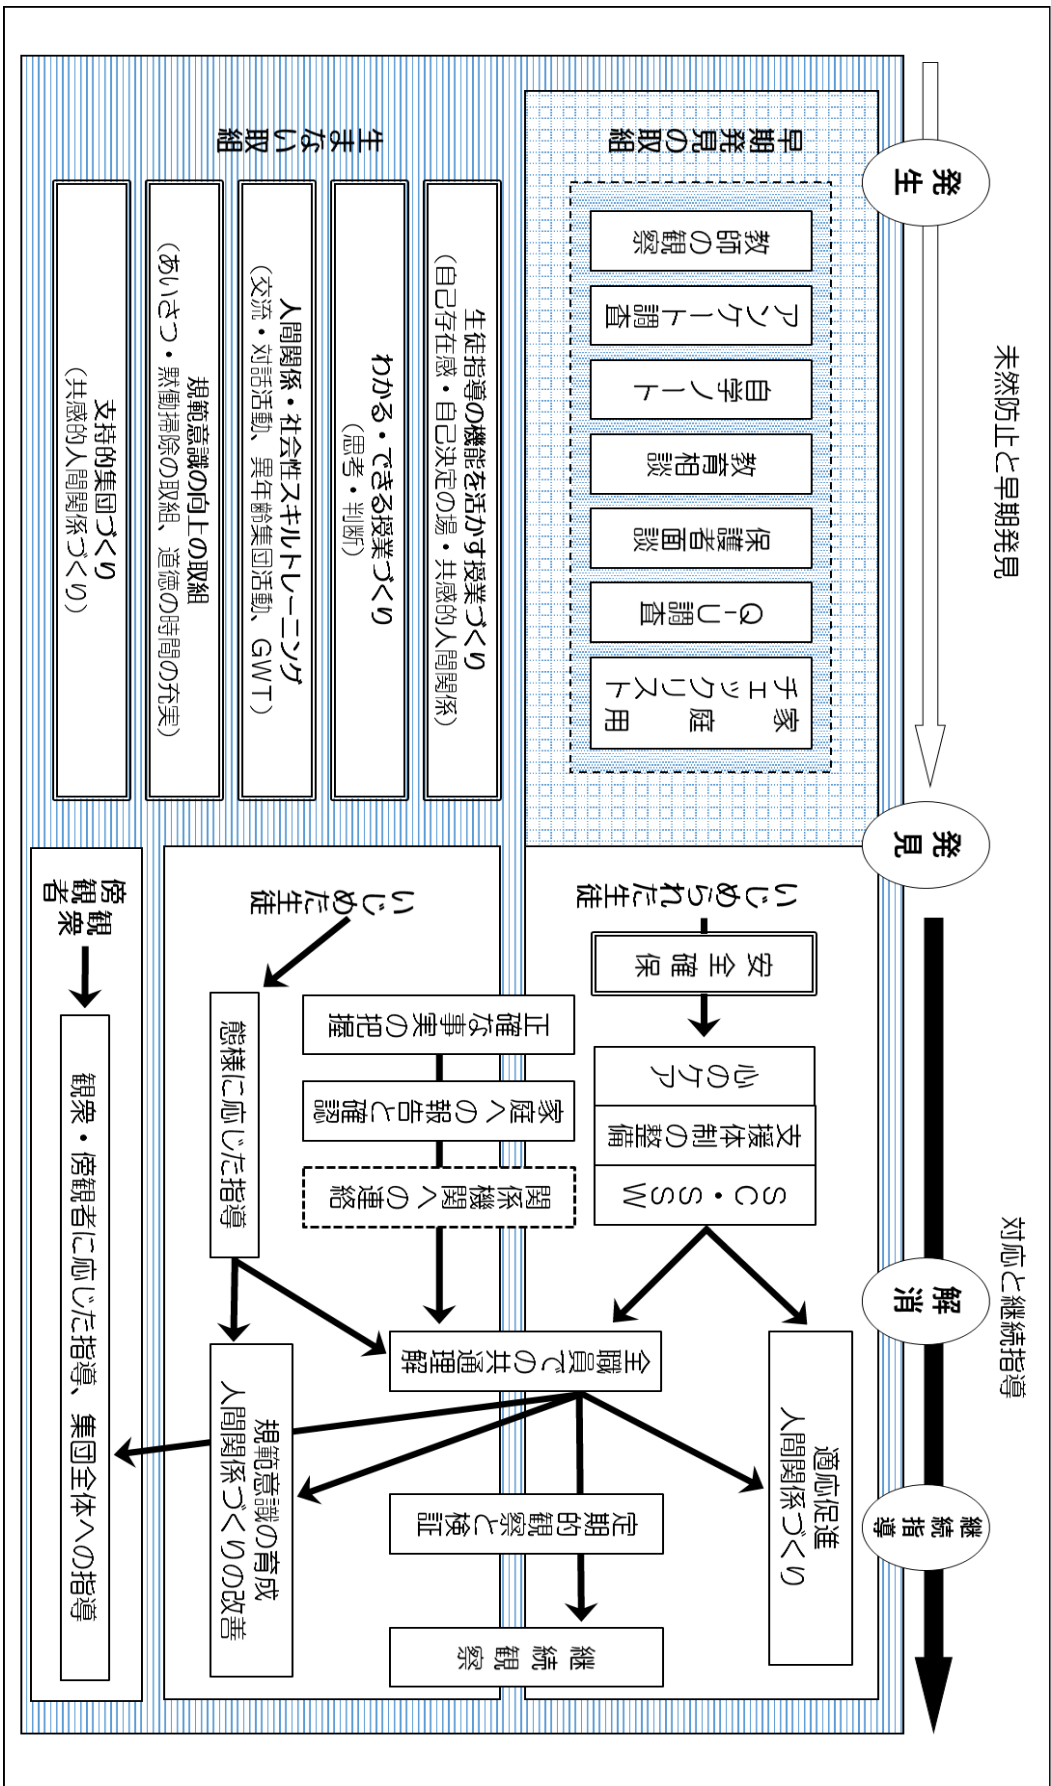 未然防止と早期発見
対応と継続指導
発生
発見
解消
継続指導
早期発見の取組
教師の観察
アンケート調査
自学ノート
教育相談
保護者面談
Q-U調査
家庭用
チェックリスト
生まない取組
生徒指導の機能を活かす授業づくり
(自己存在感・自己決定の場・共感的人間関係)
わかる・できる授業づくり
(思考・判断)
人間関係・社会性スキルトレーニング
(交流・対話活動、異年齢集団活動、GWT)
規範意識の向上の取組
(あいさつ・黙働掃除の取組、道徳の時間の充実)
支持的集団づくり
(共感的人間関係づくり)
いじめられた生徒
安全確保
心のケア
支援体制の整備
SC・SSW
適応促進
人間関係づくり
正確な事実の把握
家庭への報告と確認
関係機関への連絡
全職員での共通理解
定期的観察と検証
継続観察
いじめた生徒
態様に応じた指導
規範意識の育成
人間関係づくりの改善
観衆
傍観者
観衆・傍観者に応じた指導、集団全体への指導